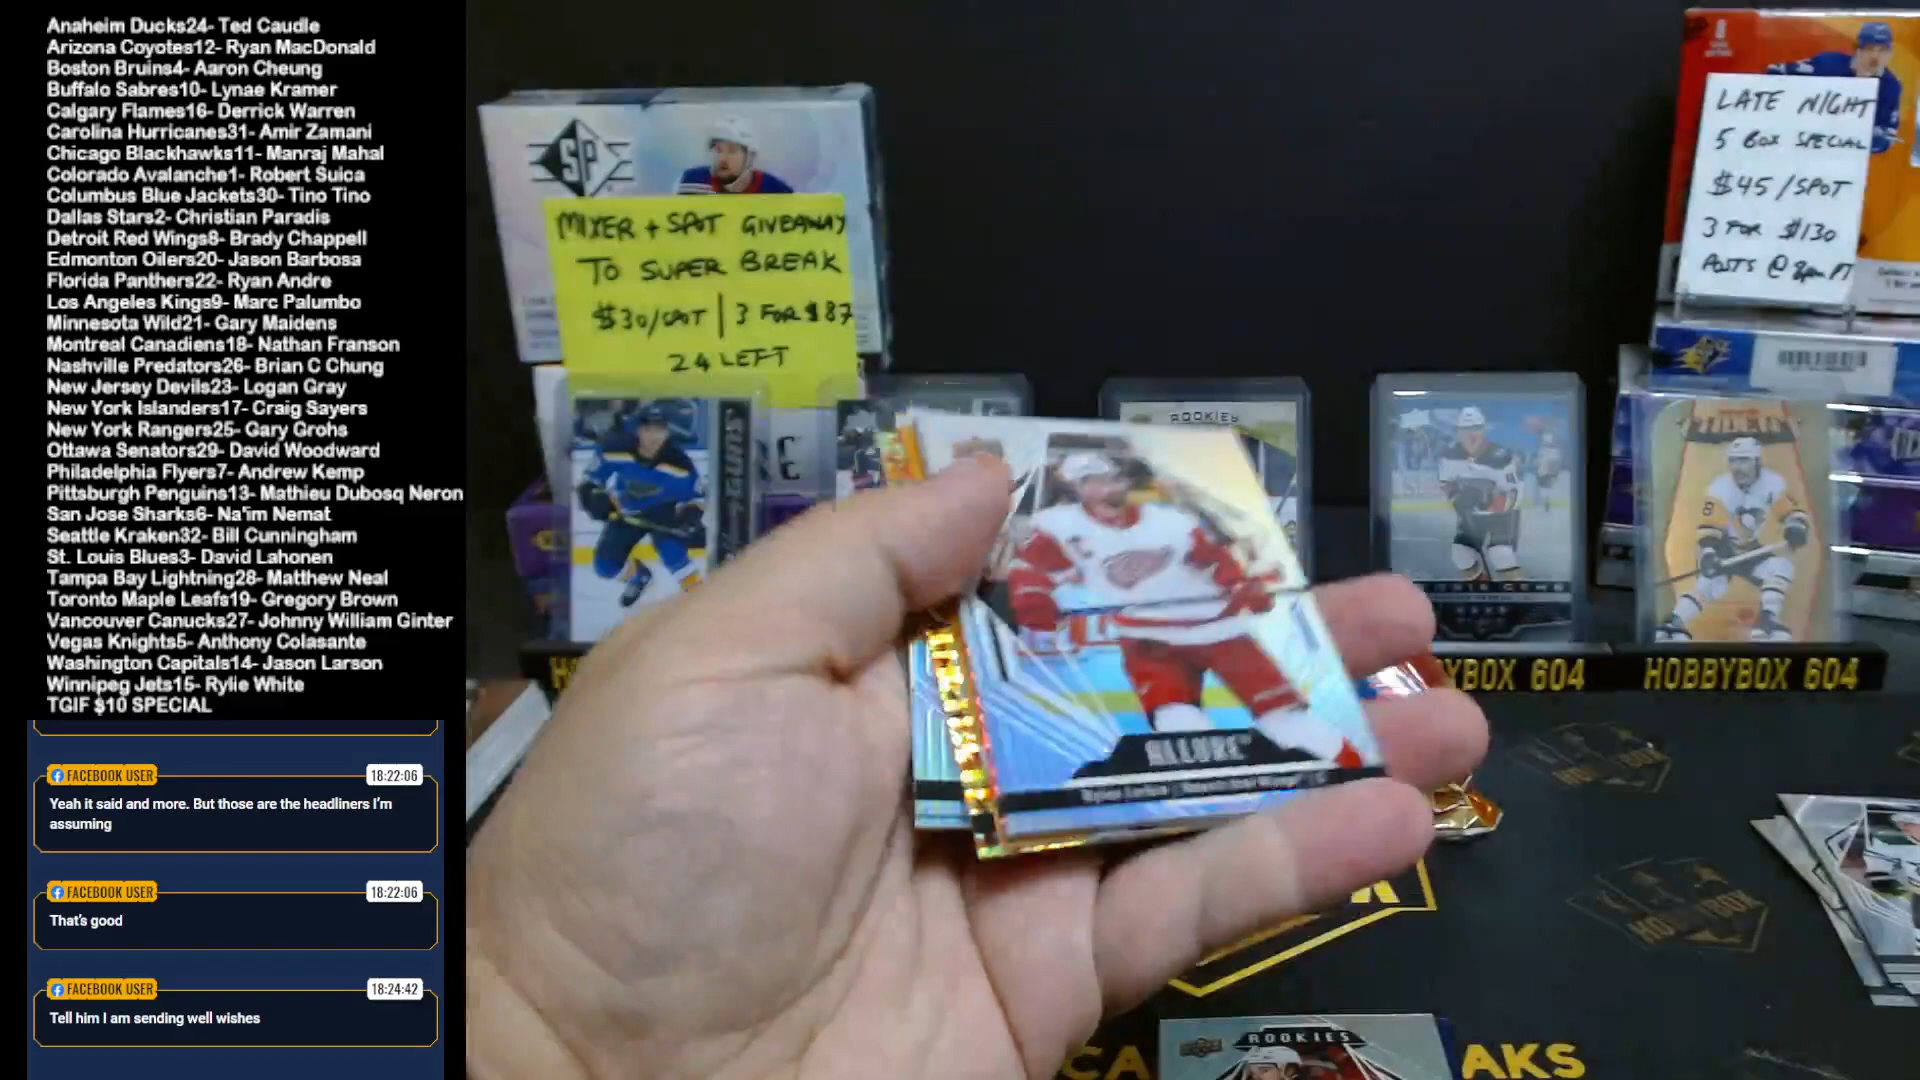 Anaheim Ducks24- Ted Caudle
Arizona Coyotes12- Ryan MacDonald
Boston Bruins4- Aaron Cheung
Buffalo Sabres10- Lynae Kramer
Calgary Flames16- Derrick Warren
Carolina Hurricanes31- Amir Zamani
Chicago Blackhawks11- Manraj Mahal
Colorado Avalanche1- Robert Suica
Columbus Blue Jackets30- Tino Tino
Dallas Stars2- Christian Paradis
Detroit Red Wings8- Brady Chappell
Edmonton Oilers20- Jason Barbosa
Florida Panthers22- Ryan Andre
Los Angeles Kings9- Marc Palumbo
Minnesota Wild21- Gary Maidens
Montreal Canadiens18- Nathan Franson
Nashville Predators26- Brian C Chung
New Jersey Devils23- Logan Gray
New York Islanders17- Craig Sayers
New York Rangers25- Gary Grohs
Ottawa Senators29- David Woodward
Philadelphia Flyers7- Andrew Kemp
Pittsburgh Penguins13- Mathieu Dubosq Neron
San Jose Sharks6- Na'im Nemat
Seattle Kraken32- Bill Cunningham
St. Louis Blues3- David Lahonen
Tampa Bay Lightning28- Matthew Neal
Toronto Maple Leafs19- Gregory Brown
Vancouver Canucks27- Johnny William Ginter
Vegas Knights5- Anthony Colasante
Washington Capitals14- Jason Larson
Winnipeg Jets15- Rylie White
TGIF $10 SPECIAL
FACEBOOK USER 18:22:06
Yeah it said and more. But those are the headliners I'm
assuming
FACEBOOK USER 18:22:06
That's good
FACEBOOK USER 18:24:42
Tell him I am sending well wishes
SP
MIXER + SPOT GIVEAWAY
TO SUPER BREAK
$30/SPOT | 3 FOR $87
24 LEFT
LATE NIGHT
5 BOX SPECIAL
$45/SPOT
3 FOR $130
POSTS @ 8pm PT
ROOKIES
ALLURE
YBOX 604
HOBBYBOX 604
HOBBYBOX
ROOKIES
CA
AKS